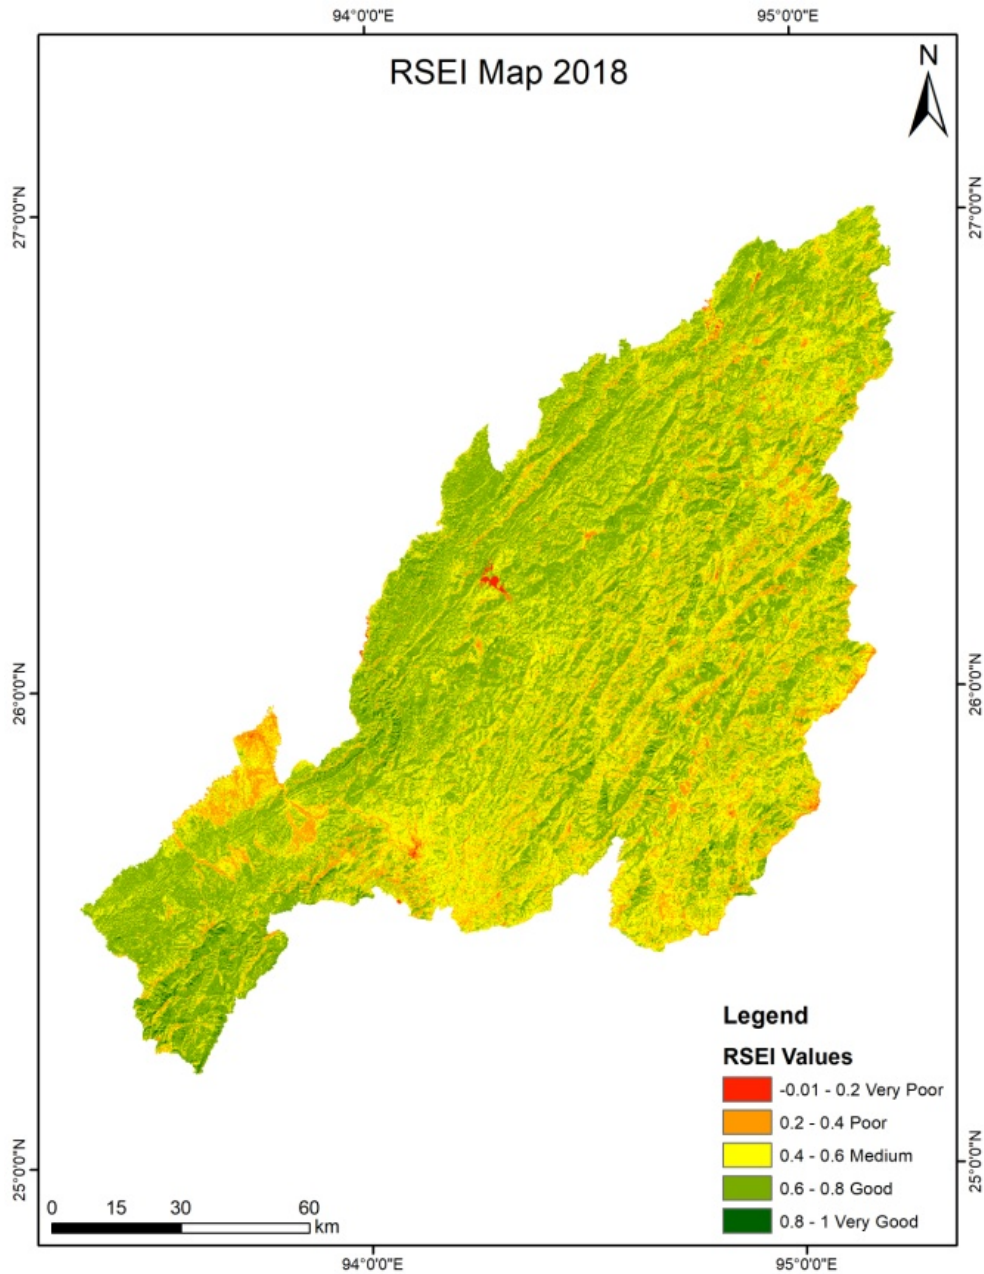 94°0'0"E 95°0'0"E
RSEI Map 2018
N
27°0'0"N 27°0'0"N
26°0'0"N 26°0'0"N
Legend
RSEI Values
-0.01 - 0.2 Very Poor
0.2 - 0.4 Poor
0.4 - 0.6 Medium
0.6 - 0.8 Good
0.8 - 1 Very Good
25°0'0"N 25°0'0"N
0 15 30 60
km
94°0'0"E 95°0'0"E